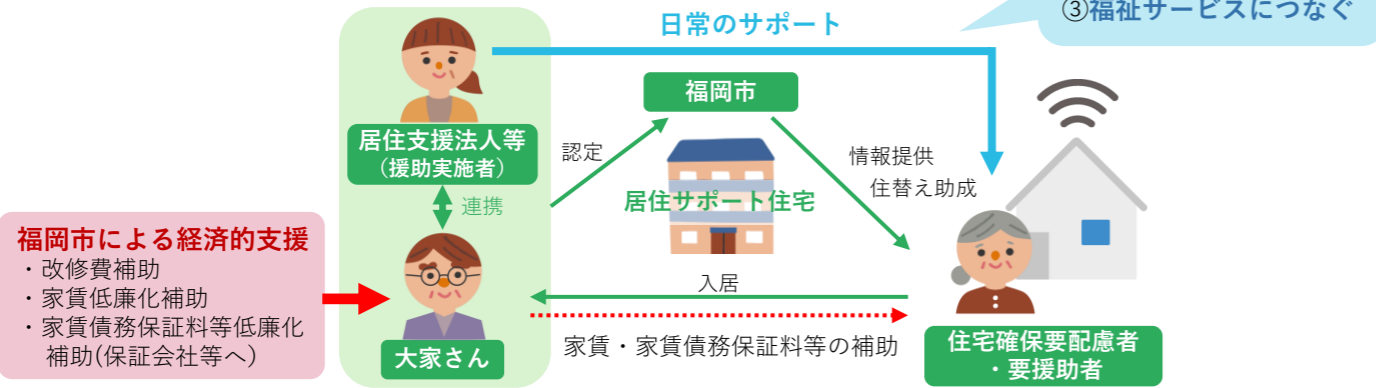 ③福祉サービスにつなぐ
日常のサポート
福岡市
居住支援法人等
（援助実施者）
認定
情報提供
住替え助成
居住サポート住宅
連携
福岡市による経済的支援
・改修費補助
・家賃低廉化補助
・家賃債務保証料等低廉化
補助(保証会社等へ)
入居
家賃・家賃債務保証料等の補助
大家さん
住宅確保要配慮者
・要援助者